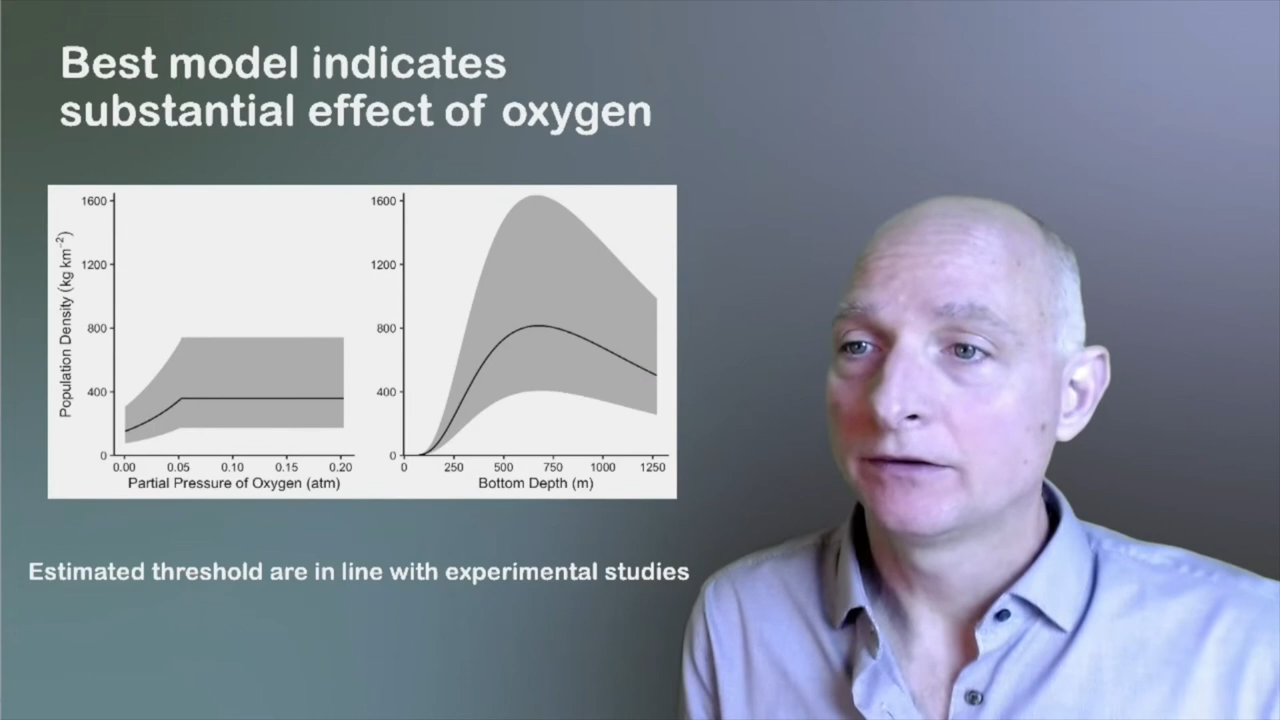 Best model indicates
substantial effect of oxygen
Population Density (kg km⁻²)
1600
1200
800
400
0
0.00 0.05 0.10 0.15 0.20
Partial Pressure of Oxygen (atm)
1600
1200
800
400
0
0 250 500 750 1000 1250
Bottom Depth (m)
Estimated threshold are in line with experimental studies